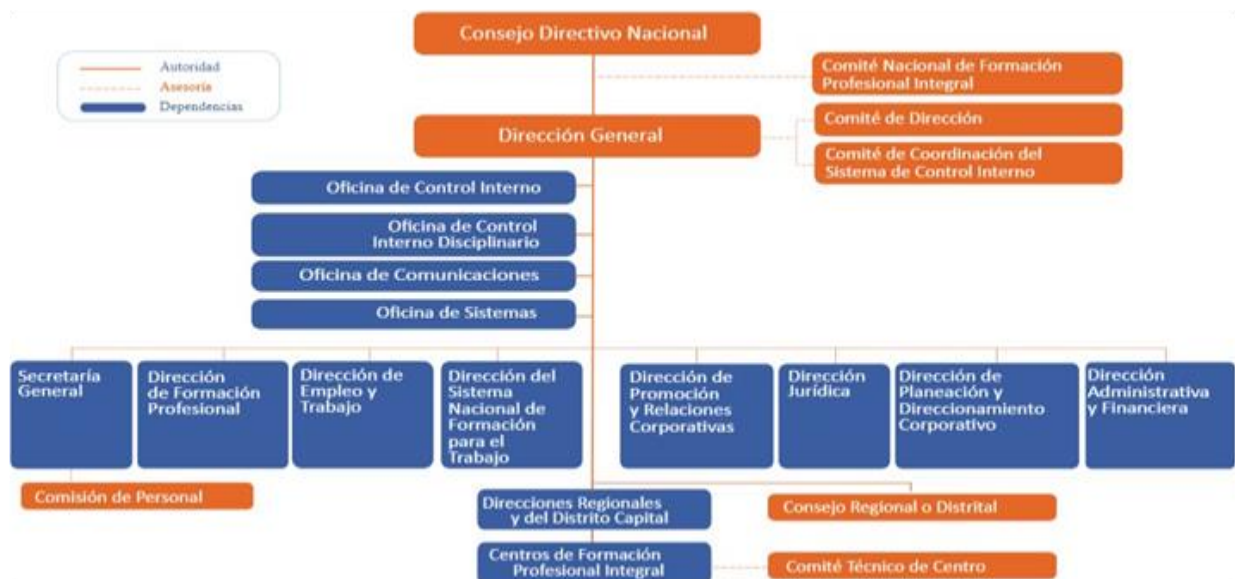 Consejo Directivo Nacional
Autoridad
Asesoría
Dependencias
Comité Nacional de Formación
Profesional Integral
Dirección General
Comité de Dirección
Comité de Coordinación del
Sistema de Control Interno
Oficina de Control Interno
Oficina de Control
Interno Disciplinario
Oficina de Comunicaciones
Oficina de Sistemas
Secretaría
General
Dirección
de Formación
Profesional
Dirección de
Empleo y
Trabajo
Dirección del
Sistema
Nacional de
Formación
para el
Trabajo
Dirección de
Promoción
y Relaciones
Corporativas
Dirección
Jurídica
Dirección de
Planeación y
Direccionamiento
Corporativo
Dirección
Administrativa
y Financiera
Comisión de Personal
Direcciones Regionales
y del Distrito Capital
Consejo Regional o Distrital
Centros de Formación
Profesional Integral
Comité Técnico de Centro